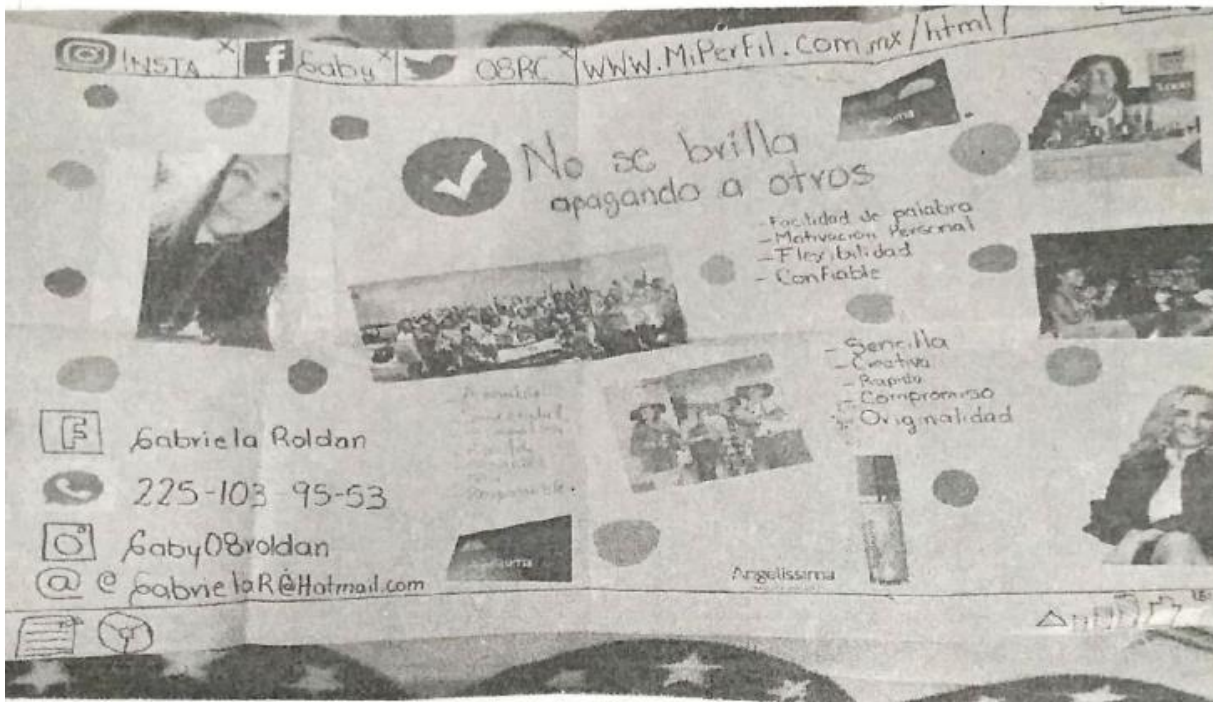 INSTA x
Gaby x
08RC x
www.MiPerFil.com.mx/html/
No se brilla
apagando a otros
- Facilidad de palabra
- Motivación Personal
- Flexibilidad
- Confiable
- Sencilla
- Creativa
- Rapida
- Compromiso
- Originalidad
F Gabriela Roldan
225-103 95-53
Gaby08roldan
@ @ GabrielaR@Hotmail.com
Angelissima